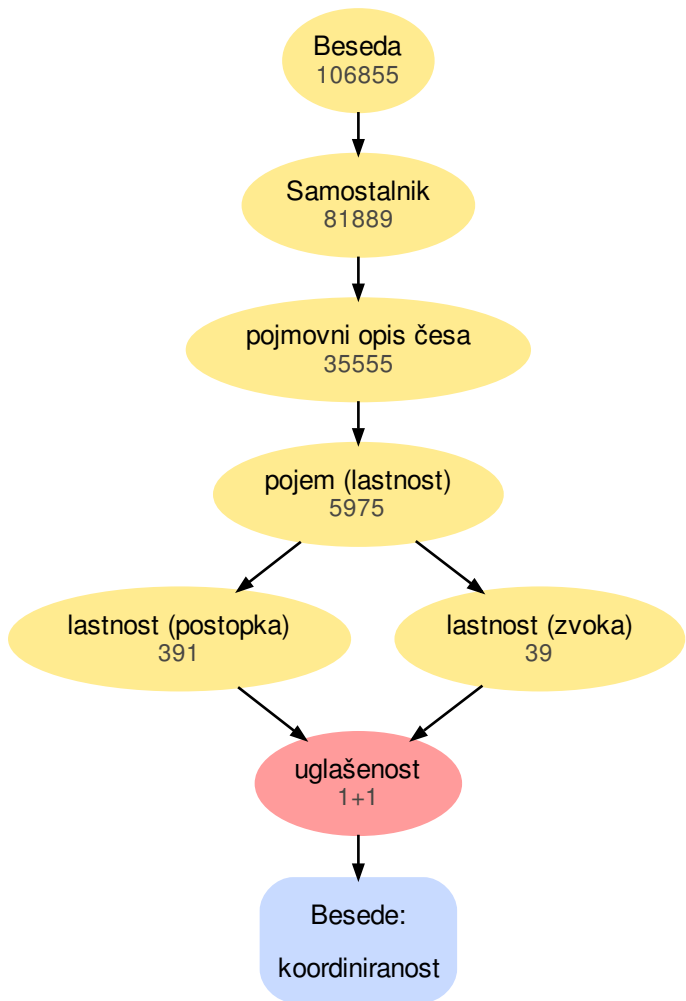 Beseda
106855
Samostalnik
81889
pojmovni opis česa
35555
pojem (lastnost)
5975
lastnost (postopka)
391
lastnost (zvoka)
39
uglašenost
1+1
Besede:
koordiniranost